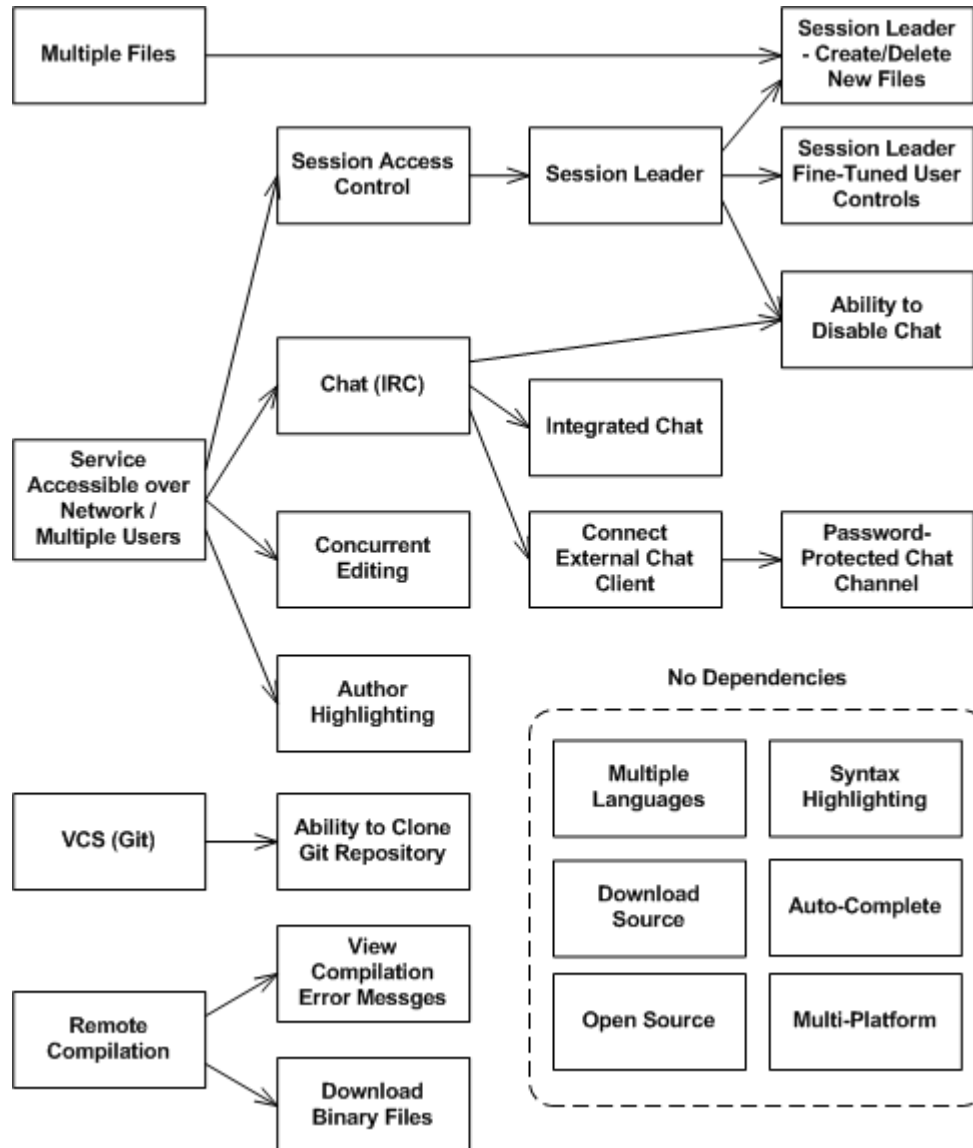 Multiple Files
Session Leader
- Create/Delete
New Files
Session Access
Control
Session Leader
Session Leader
Fine-Tuned User
Controls
Ability to
Disable Chat
Chat (IRC)
Integrated Chat
Service
Accessible over
Network /
Multiple Users
Concurrent
Editing
Connect
External Chat
Client
Password-
Protected Chat
Channel
Author
Highlighting
No Dependencies
Multiple
Languages
Syntax
Highlighting
VCS (Git)
Ability to Clone
Git Repository
Download
Source
Auto-Complete
View
Compilation
Error Messges
Remote
Compilation
Open Source
Multi-Platform
Download
Binary Files